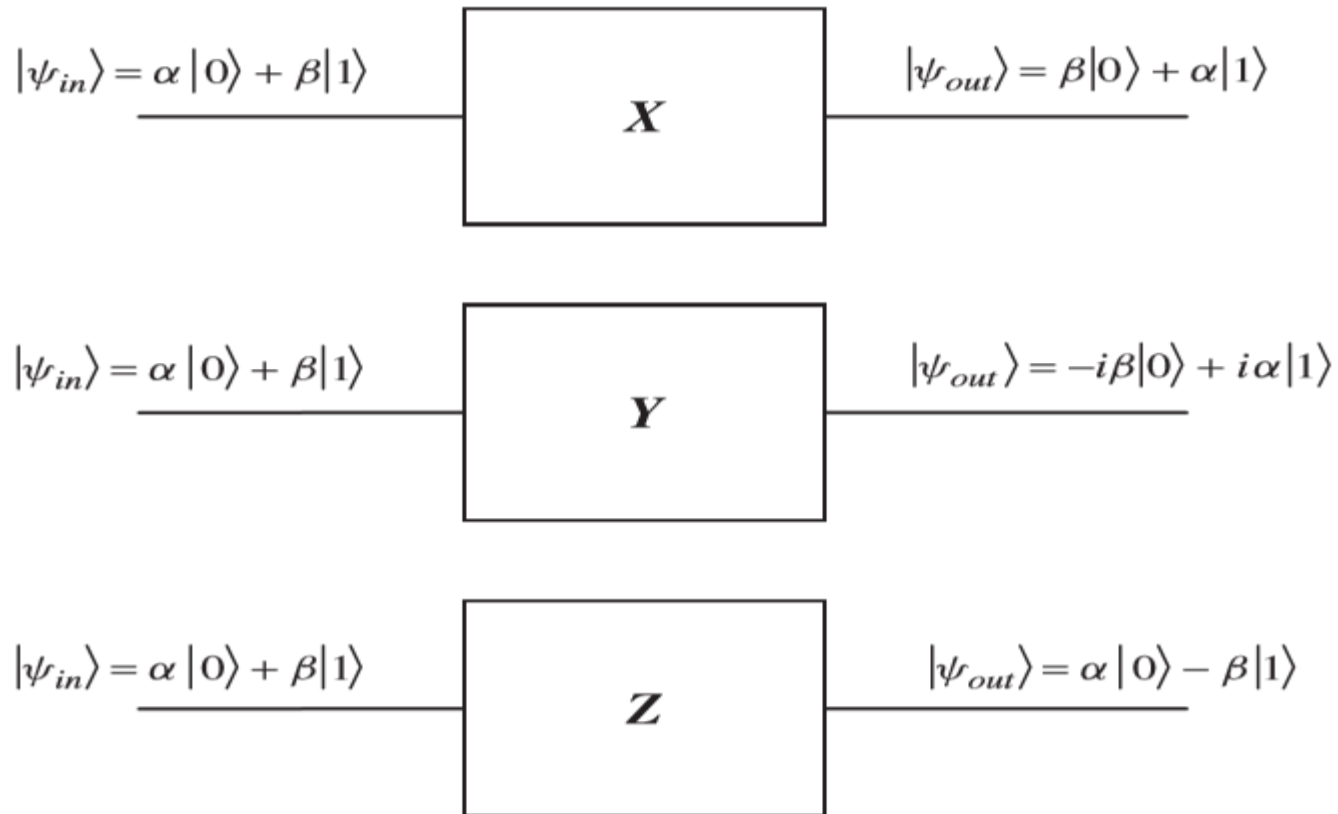 |ψ_in⟩ = α|0⟩ + β|1⟩
X
|ψ_out⟩ = β|0⟩ + α|1⟩
|ψ_in⟩ = α|0⟩ + β|1⟩
Y
|ψ_out⟩ = −iβ|0⟩ + iα|1⟩
|ψ_in⟩ = α|0⟩ + β|1⟩
Z
|ψ_out⟩ = α|0⟩ − β|1⟩